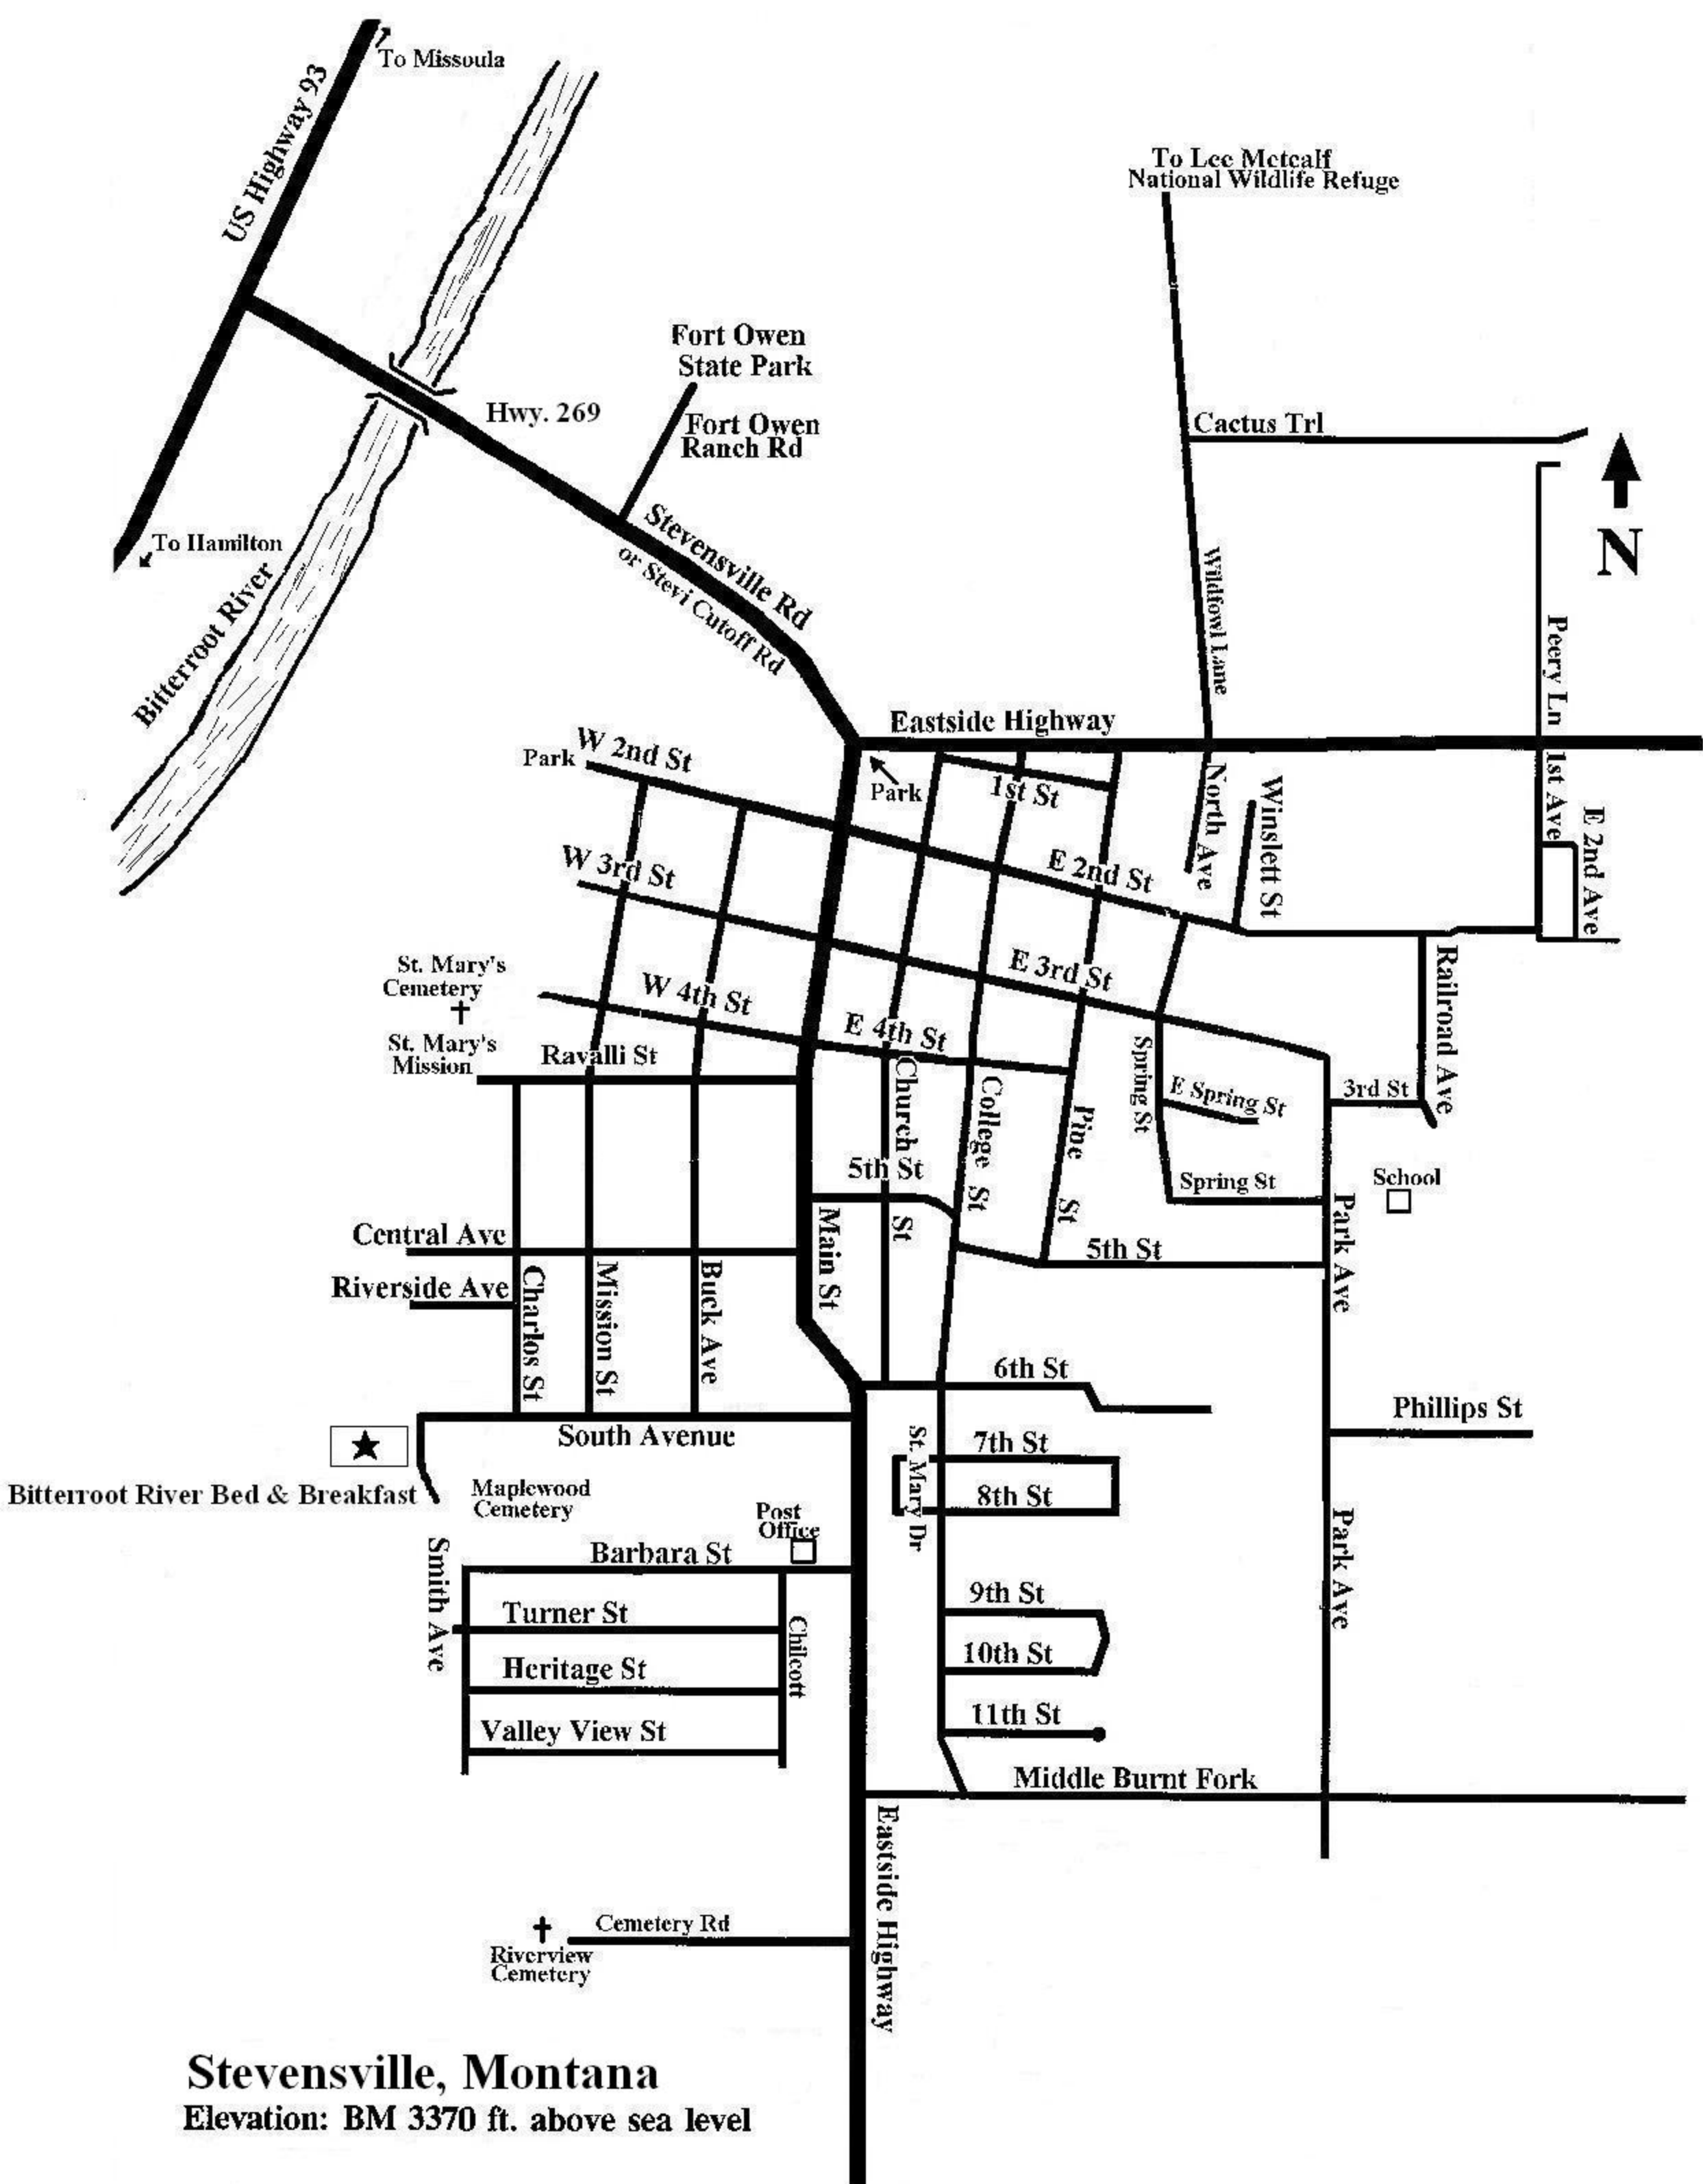 To Missoula
US Highway 93
To Lee Metcalf
National Wildlife Refuge
Fort Owen
State Park
Hwy. 269
Fort Owen
Ranch Rd
Cactus Trl
N
To Hamilton
Stevensville Rd
or Stevi Cutoff Rd
Bitterroot River
Wildfowl Lane
Peery Ln
Eastside Highway
W 2nd St
Park
Park
1st St
North Ave
Winslett St
1st Ave
E 2nd Ave
W 3rd St
E 2nd St
St. Mary's
Cemetery
W 4th St
E 3rd St
Railroad Ave
E 4th St
St. Mary's
Mission
Ravalli St
Church St
College St
Pine St
Spring St
E Spring St
3rd St
5th St
Spring St
School
Main St
Park Ave
Central Ave
5th St
Riverside Ave
Charlos St
Mission St
Buck Ave
6th St
Phillips St
South Avenue
St. Mary Dr
7th St
Bitterroot River Bed & Breakfast
Maplewood
Cemetery
8th St
Post
Office
Park Ave
Smith Ave
Barbara St
9th St
Turner St
Chilcott
10th St
Heritage St
11th St
Valley View St
Middle Burnt Fork
Eastside Highway
Cemetery Rd
Riverview
Cemetery
Stevensville, Montana
Elevation: BM 3370 ft. above sea level